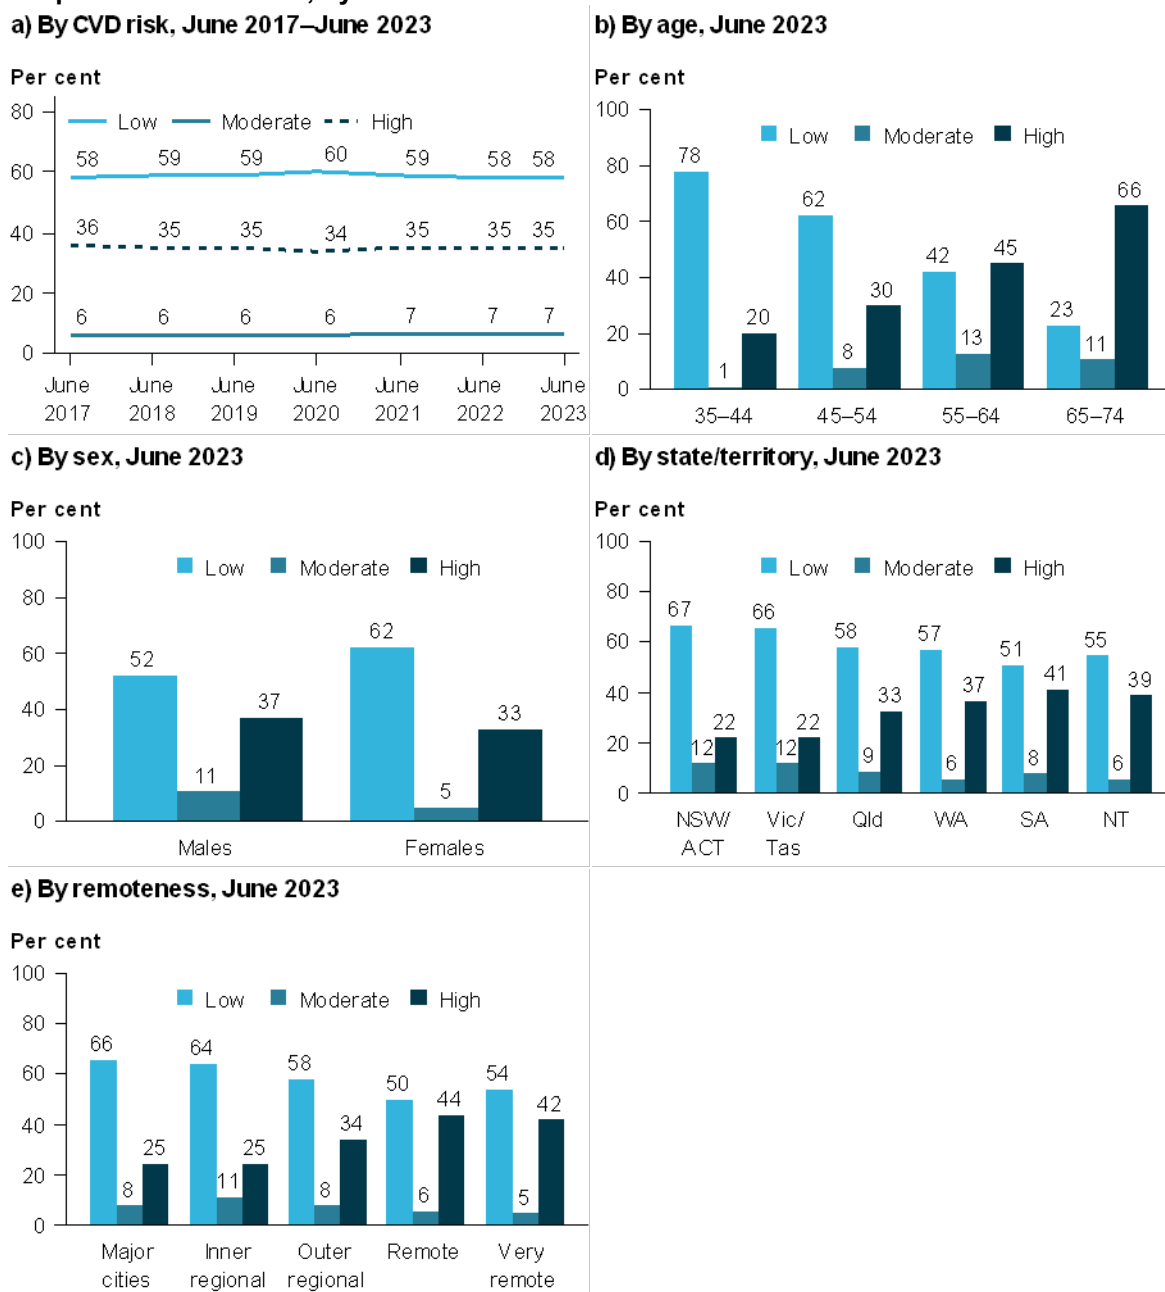 a) By CVD risk, June 2017–June 2023
Per cent
Low Moderate High
80
60
40
20
0
58 59 59 60 59 58 58
36 35 35 34 35 35 35
6 6 6 6 7 7 7
June June June June June June June
2017 2018 2019 2020 2021 2022 2023
b) By age, June 2023
Per cent
Low Moderate High
100
80
60
40
20
0
78 1 20
62 8 30
42 13 45
23 11 66
35–44 45–54 55–64 65–74
c) By sex, June 2023
Per cent
Low Moderate High
100
80
60
40
20
0
52 11 37
62 5 33
Males Females
d) By state/territory, June 2023
Per cent
Low Moderate High
100
80
60
40
20
0
67 12 22
66 12 22
58 9 33
57 6 37
51 8 41
55 6 39
NSW/ Vic/ Qld WA SA NT
ACT Tas
e) By remoteness, June 2023
Per cent
Low Moderate High
100
80
60
40
20
0
66 8 25
64 11 25
58 8 34
50 6 44
54 5 42
Major Inner Outer Remote Very
cities regional regional remote